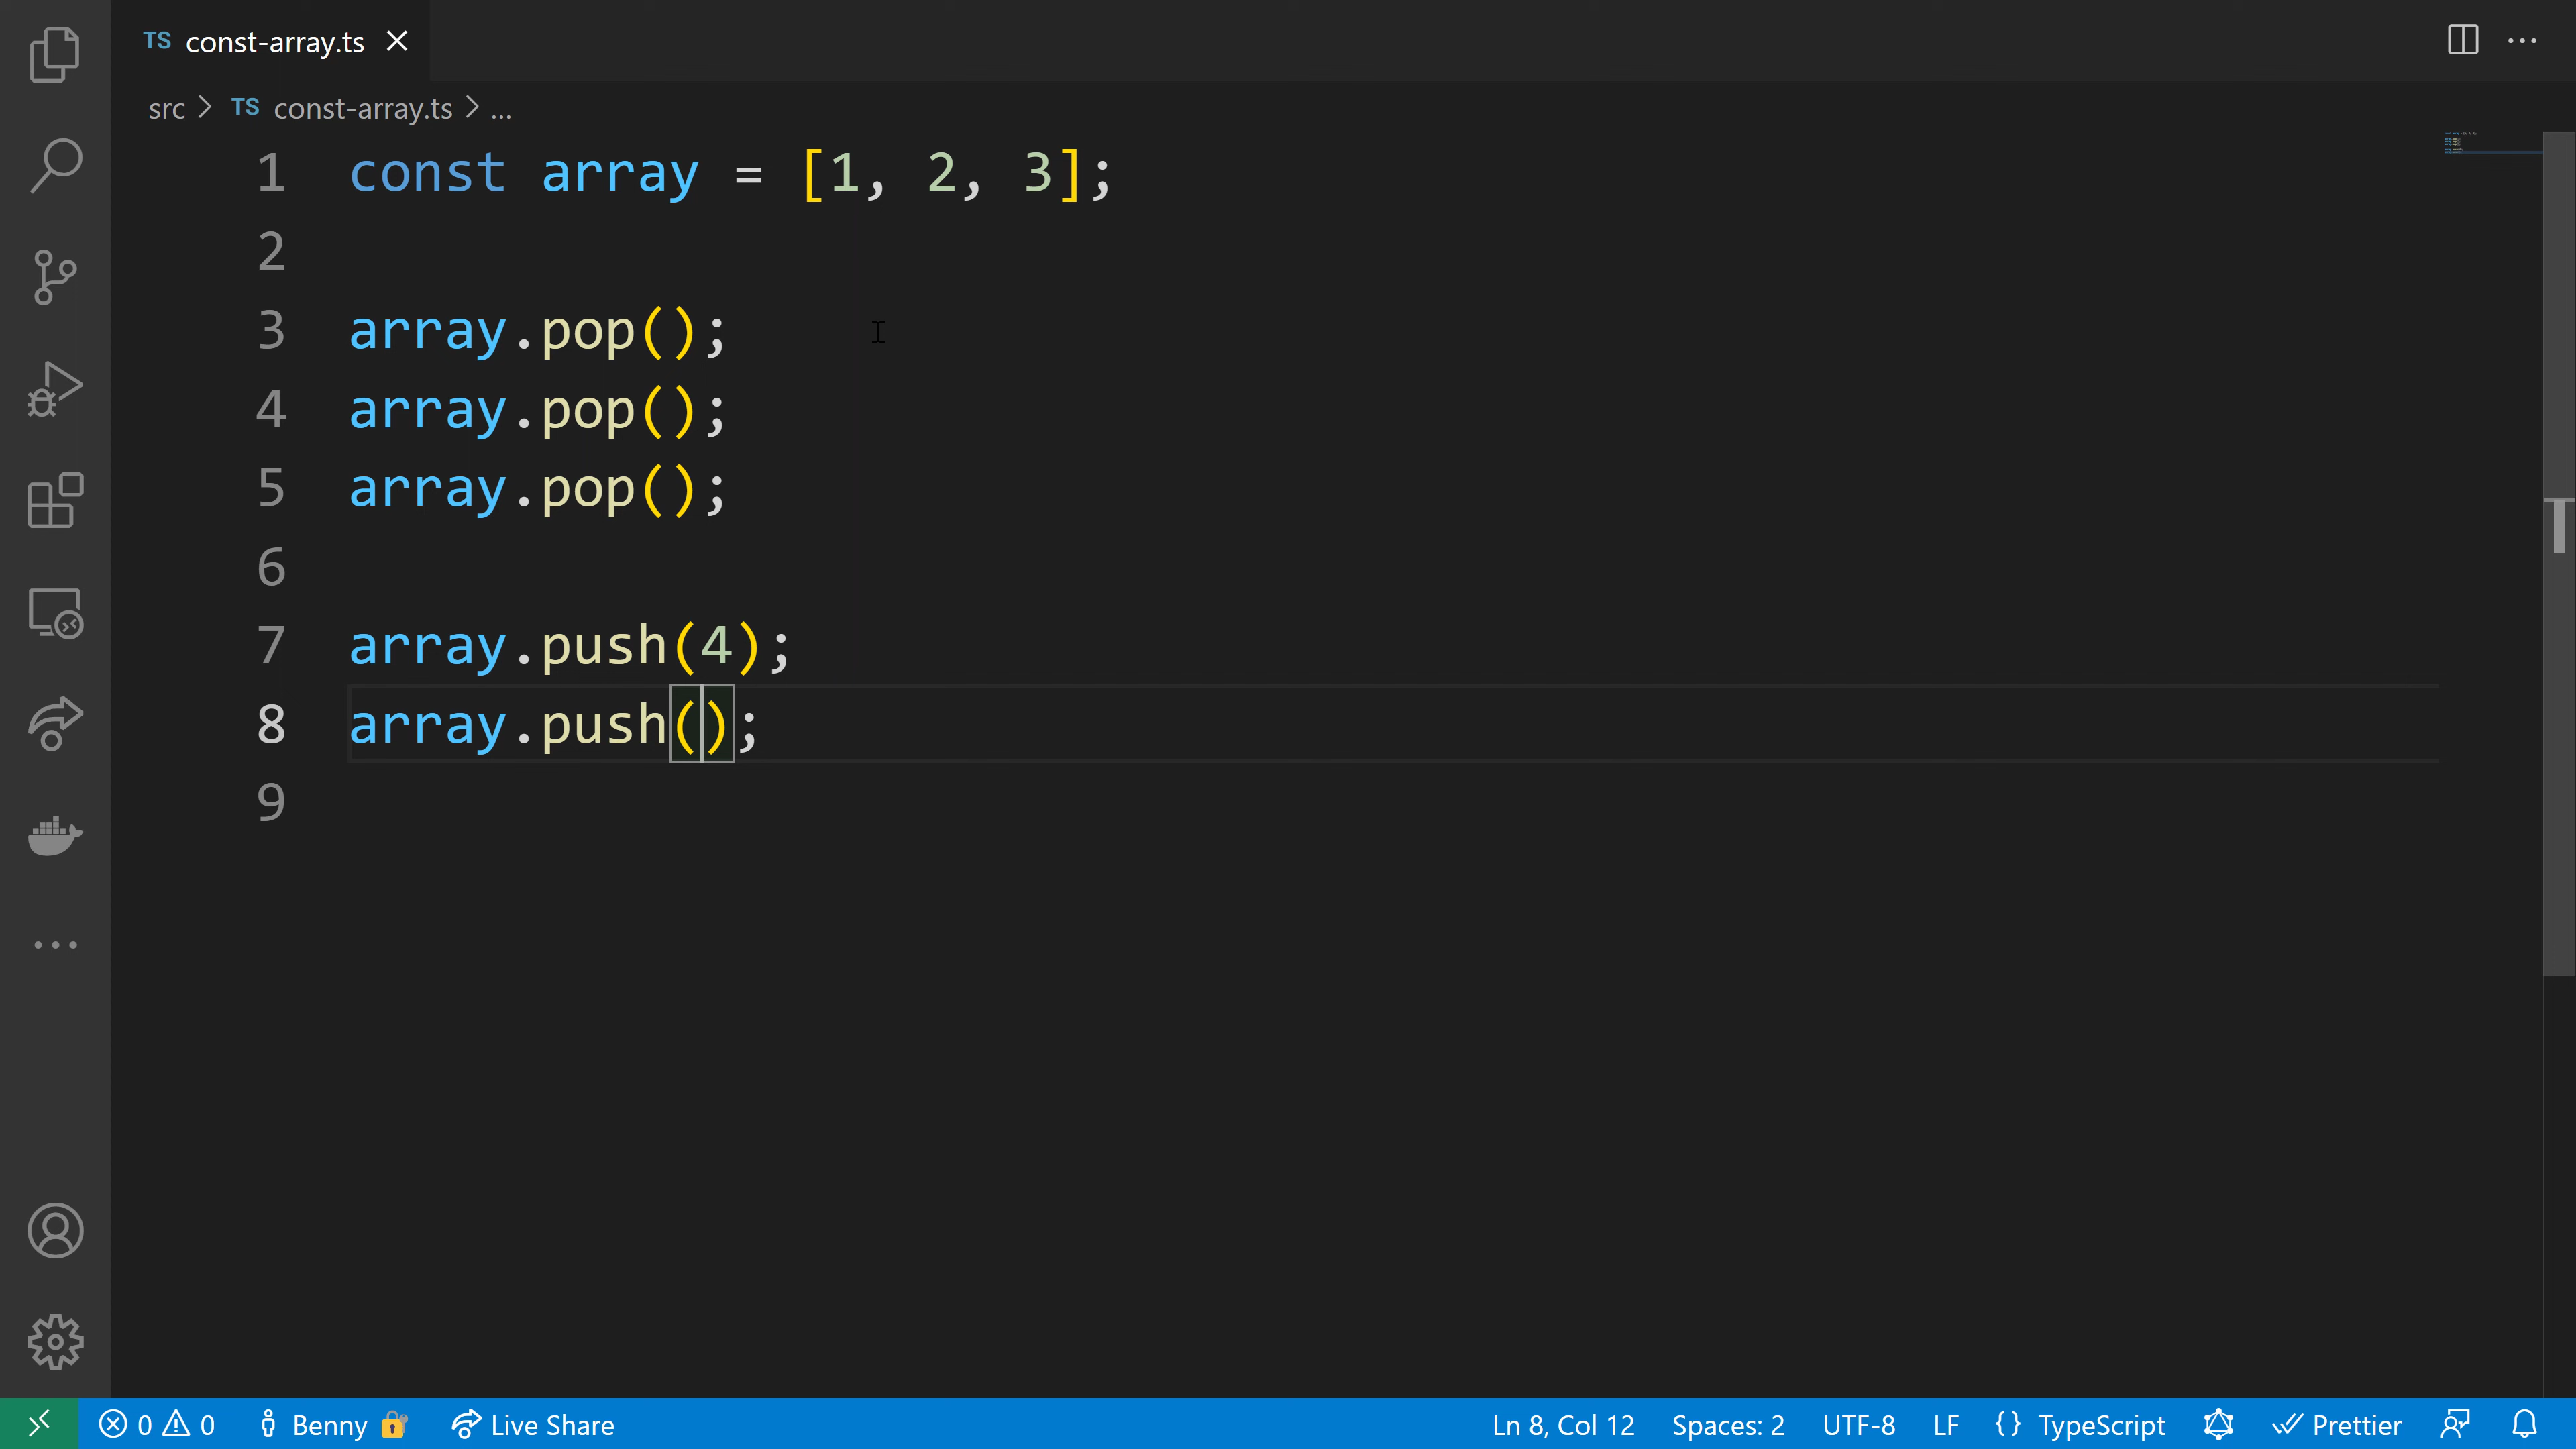 TS const-array.ts
src > TS const-array.ts > ...
1 const array = [1, 2, 3];
2
3 array.pop();
4 array.pop();
5 array.pop();
6
7 array.push(4);
8 array.push();
9
0 0 Benny Live Share Ln 8, Col 12 Spaces: 2 UTF-8 LF {} TypeScript Prettier